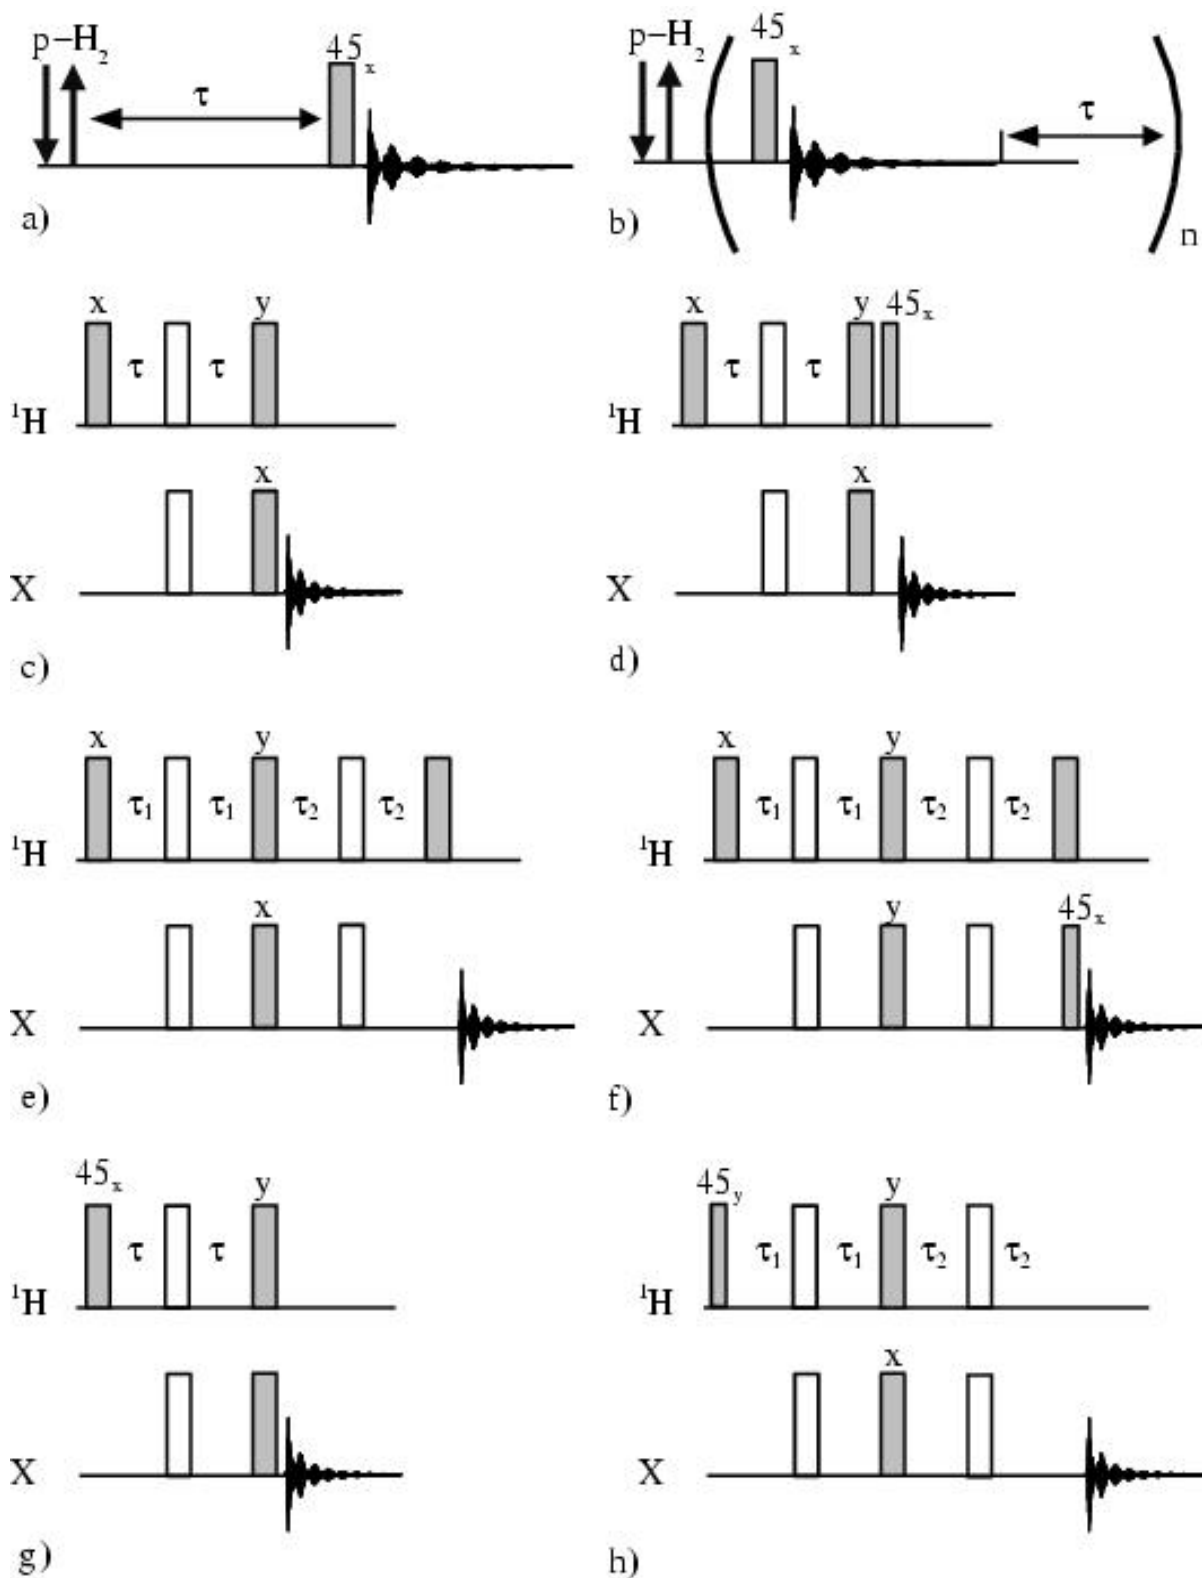 p–H₂ 45ₓ
τ
a)
p–H₂ 45ₓ
τ
b) n
x y
τ τ
¹H
x
X
c)
x y 45ₓ
τ τ
¹H
x
X
d)
x y
τ₁ τ₁ τ₂ τ₂
¹H
x
X
e)
x y
τ₁ τ₁ τ₂ τ₂
¹H
y 45ₓ
X
f)
45ₓ y
τ τ
¹H
X
g)
45ᵧ y
τ₁ τ₁ τ₂ τ₂
¹H
x
X
h)